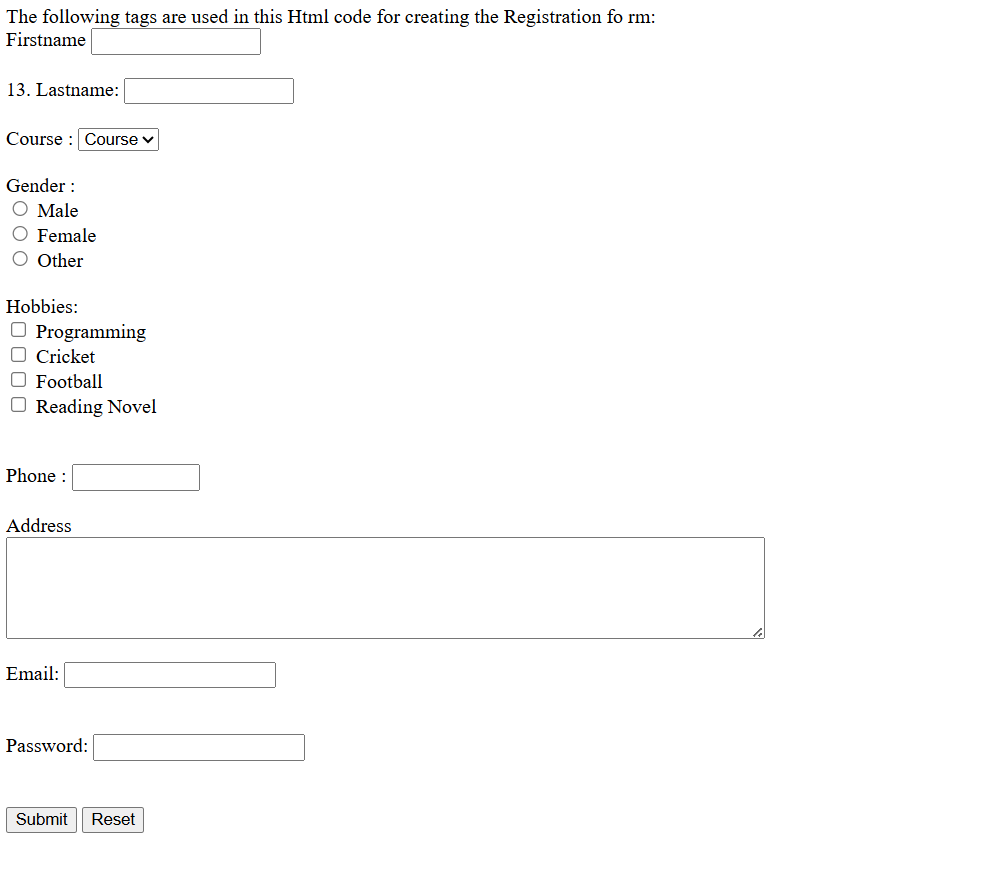 The following tags are used in this Html code for creating the Registration fo rm:
Firstname
13. Lastname:
Course : Course
Gender :
Male
Female
Other
Hobbies:
Programming
Cricket
Football
Reading Novel
Phone :
Address
Email:
Password:
Submit Reset